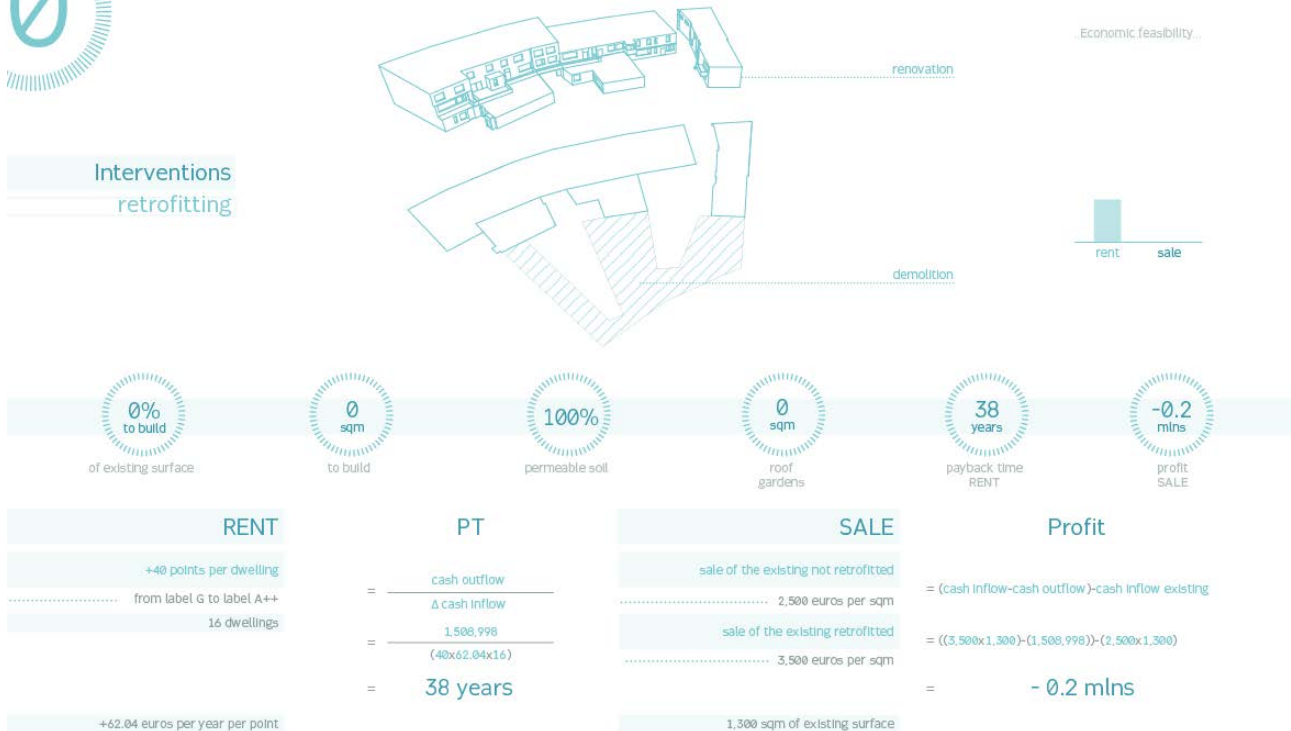 0
Economic feasibility
renovation
Interventions
retrofitting
rent sale
demolition
0%
to build
of existing surface
0
sqm
to build
100%
permeable soil
0
sqm
roof
gardens
38
years
payback time
RENT
-0.2
mlns
profit
SALE
RENT
+40 points per dwelling
from label G to label A++
16 dwellings
+62.04 euros per year per point
PT
= cash outflow
Δ cash inflow
= 1,508,998
(40x62.04x16)
= 38 years
SALE
sale of the existing not retrofitted
2,500 euros per sqm
sale of the existing retrofitted
3,500 euros per sqm
1,300 sqm of existing surface
Profit
= (cash inflow-cash outflow)-cash inflow existing
= ((3,500x1,300)-(1,508,998))-(2,500x1,300)
= - 0.2 mlns